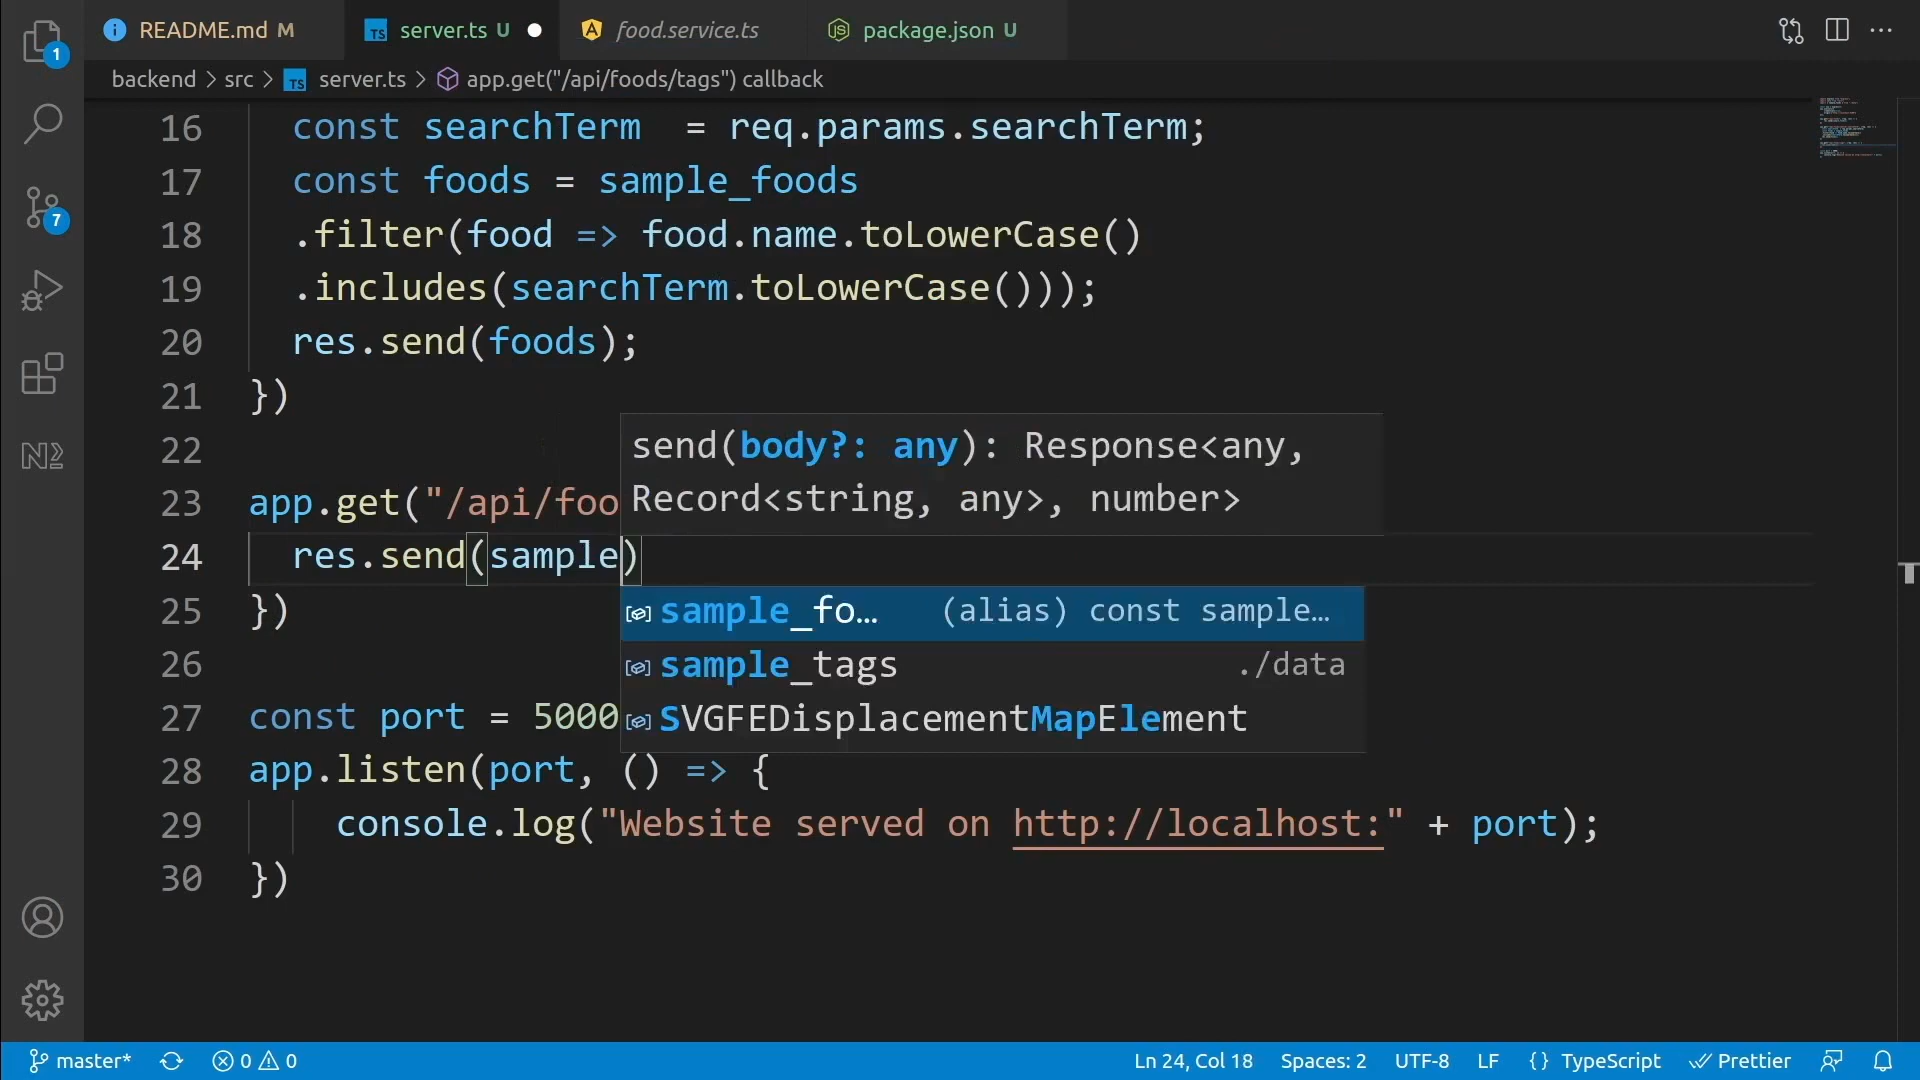 README.md M
TS server.ts U
food.service.ts
JS package.json U
backend > src > TS server.ts > app.get("/api/foods/tags") callback
1
7
16 const searchTerm  = req.params.searchTerm;
17 const foods = sample_foods
18 .filter(food => food.name.toLowerCase()
19 .includes(searchTerm.toLowerCase()));
20 res.send(foods);
21 })
22
send(body?: any): Response<any,
Record<string, any>, number>
23 app.get("/api/foo
24 res.send(sample)
25 })
sample_fo… (alias) const sample…
sample_tags ./data
SVGFEDisplacementMapElement
26
27 const port = 5000
28 app.listen(port, () => {
29 console.log("Website served on http://localhost:" + port);
30 })
master* 0 0 Ln 24, Col 18 Spaces: 2 UTF-8 LF {} TypeScript Prettier